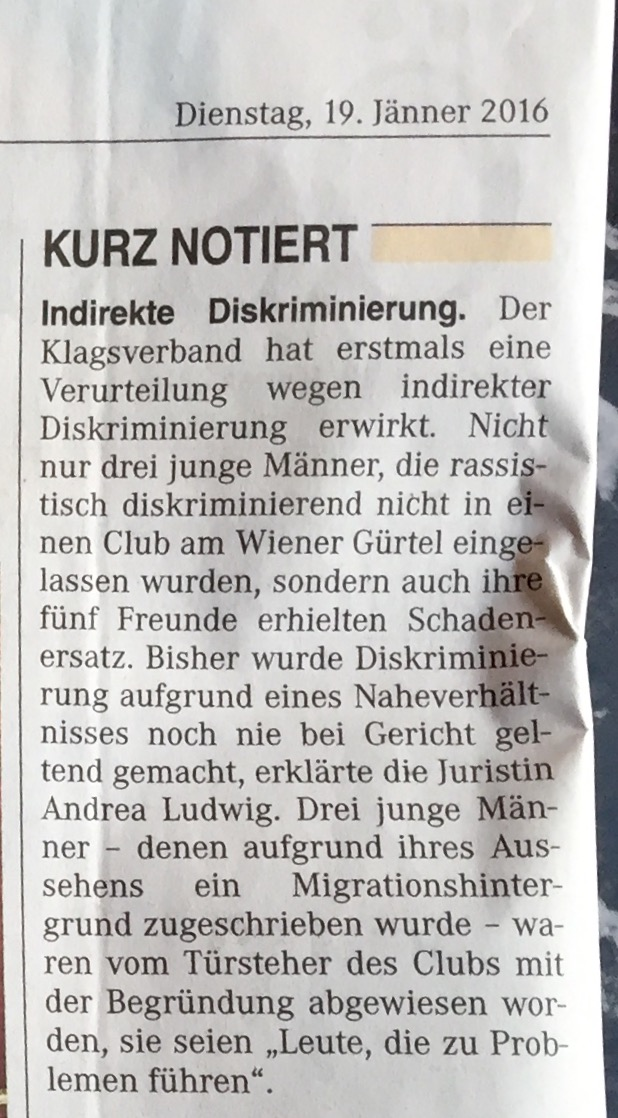 Dienstag, 19. Jänner 2016
KURZ NOTIERT
Indirekte Diskriminierung. Der
Klagsverband hat erstmals eine
Verurteilung wegen indirekter
Diskriminierung erwirkt. Nicht
nur drei junge Männer, die rassis-
tisch diskriminierend nicht in ei-
nen Club am Wiener Gürtel einge-
lassen wurden, sondern auch ihre
fünf Freunde erhielten Schaden-
ersatz. Bisher wurde Diskriminie-
rung aufgrund eines Naheverhält-
nisses noch nie bei Gericht gel-
tend gemacht, erklärte die Juristin
Andrea Ludwig. Drei junge Män-
ner – denen aufgrund ihres Aus-
sehens ein Migrationshinter-
grund zugeschrieben wurde – wa-
ren vom Türsteher des Clubs mit
der Begründung abgewiesen wor-
den, sie seien „Leute, die zu Prob-
lemen führen“.